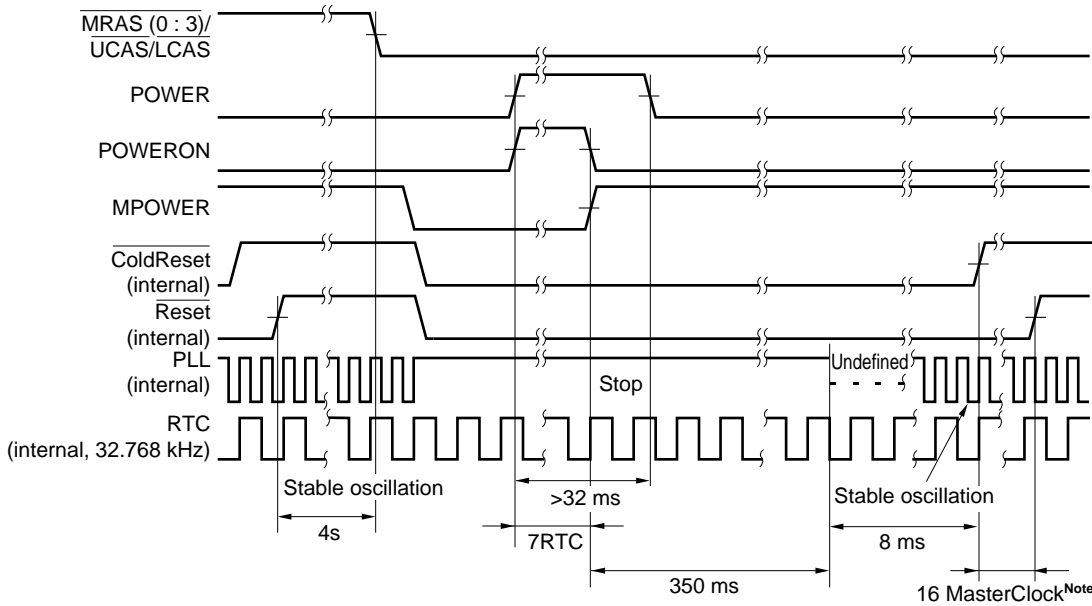 MRAS (0 : 3)/
UCAS/LCAS
POWER
POWERON
MPOWER
ColdReset
(internal)
Reset
(internal)
PLL
(internal)
Undefined
Stop
RTC
(internal, 32.768 kHz)
Stable oscillation
>32 ms
Stable oscillation
4s
7RTC
8 ms
350 ms
16 MasterClockNote